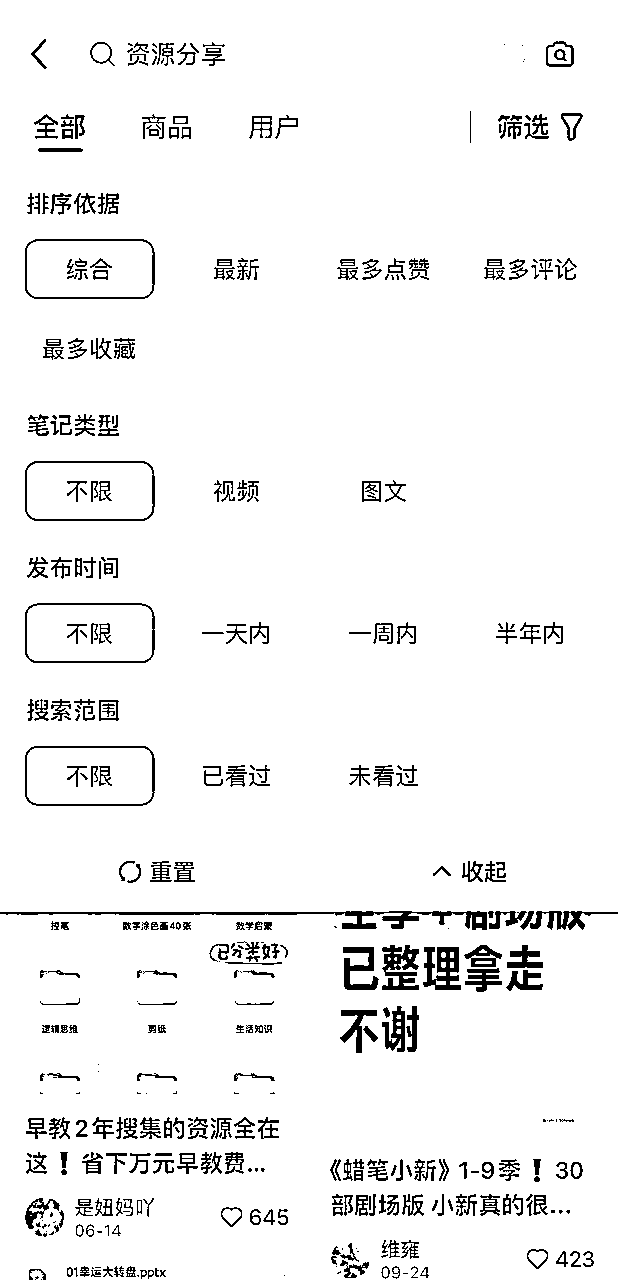 资源分享
全部 商品 用户 筛选
排序依据
综合 最新 最多点赞 最多评论
最多收藏
笔记类型
不限 视频 图文
发布时间
不限 一天内 一周内 半年内
搜索范围
不限 已看过 未看过
重置 收起
控笔 数字涂色画40张 数学启蒙
已分类好
逻辑思维 剪纸 生活知识
早教2年搜集的资源全在
这❗省下万元早教费...
是妞妈吖
06-14
645
01幸运大转盘.pptx
已整理拿走
不谢
《蜡笔小新》1-9季❗30
部剧场版 小新真的很...
维雍
09-24
423